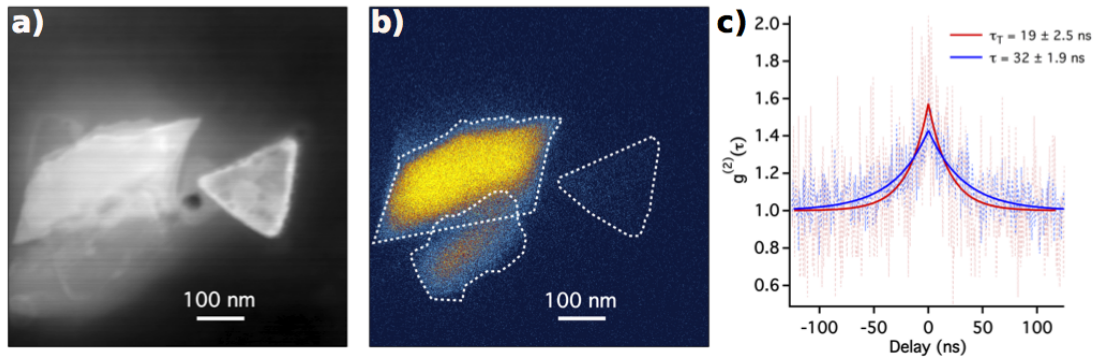 a)
100 nm
b)
100 nm
c)
g⁽²⁾(τ)
2.0
1.8
1.6
1.4
1.2
1.0
0.8
0.6
τT = 19 ± 2.5 ns
τ = 32 ± 1.9 ns
-100 -50 0 50 100
Delay (ns)